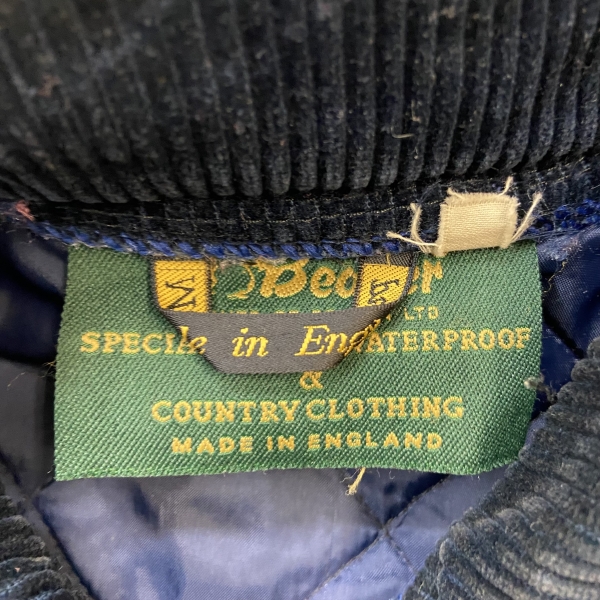 LTD
SPECI
in Eng
ATERPROOF
&
COUNTRY CLOTHING
MADE IN ENGLAND